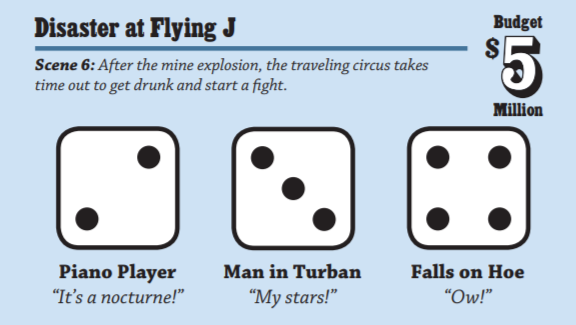 Disaster at Flying J
Budget
$5
Million
Scene 6: After the mine explosion, the traveling circus takes
time out to get drunk and start a fight.
Piano Player
Man in Turban
Falls on Hoe
“It’s a nocturne!”
“My stars!”
“Ow!”